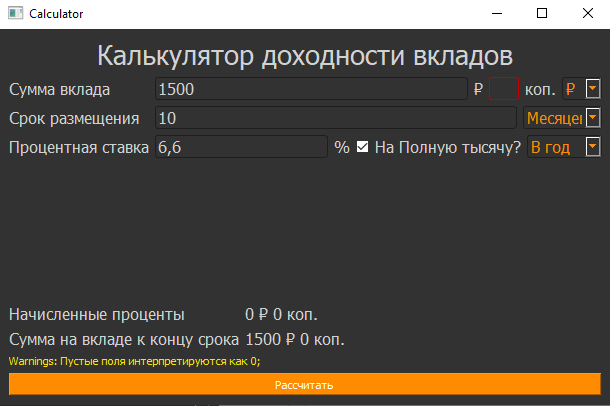 Calculator
Калькулятор доходности вкладов
Сумма вклада 1500 ₽ коп. ₽
Срок размещения 10 Месяцев
Процентная ставка 6,6 % На Полную тысячу? В год
Начисленные проценты 0 ₽ 0 коп.
Сумма на вкладе к концу срока 1500 ₽ 0 коп.
Warnings: Пустые поля интерпретируются как 0;
Рассчитать